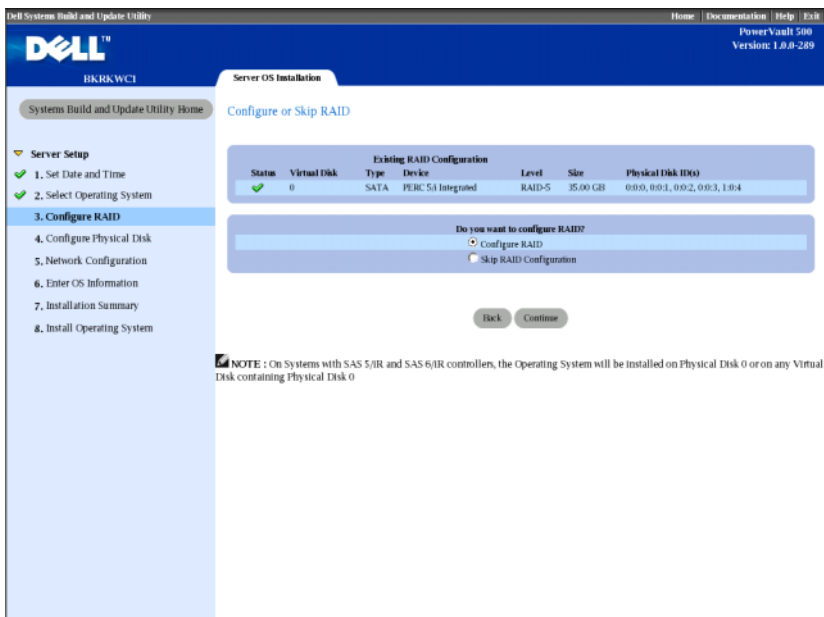 Dell Systems Build and Update Utility
Home Documentation Help Exit
DELL™
PowerVault 500
Version: 1.0.0-289
BKRKWC1
Server OS Installation
Systems Build and Update Utility Home
Server Setup
1. Set Date and Time
2. Select Operating System
3. Configure RAID
4. Configure Physical Disk
5. Network Configuration
6. Enter OS Information
7. Installation Summary
8. Install Operating System
Configure or Skip RAID
Existing RAID Configuration
Status Virtual Disk Type Device Level Size Physical Disk ID(s)
0 SATA PERC 5/i Integrated RAID-5 35.00 GB 0:0:0, 0:0:1, 0:0:2, 0:0:3, 1:0:4
Do you want to configure RAID?
Configure RAID
Skip RAID Configuration
Back Continue
NOTE : On Systems with SAS 5/iR and SAS 6/iR controllers, the Operating System will be installed on Physical Disk 0 or on any Virtual
Disk containing Physical Disk 0